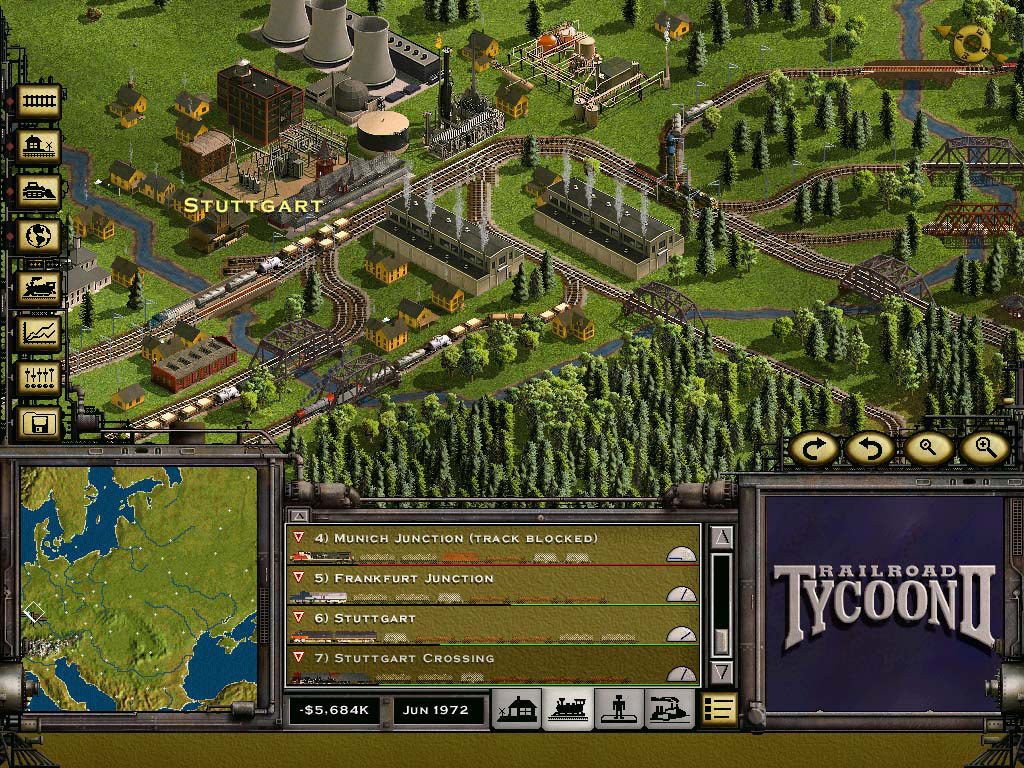 STUTTGART
4) MUNICH JUNCTION (TRACK BLOCKED)
5) FRANKFURT JUNCTION
6) STUTTGART
7) STUTTGART CROSSING
-$5,684K
JUN 1972
RAILROAD
TYCOON II